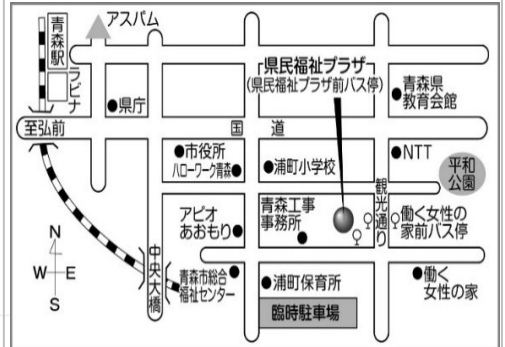 アスパム
青森駅
ラビナ
県庁
至弘前
国道
県民福祉プラザ
(県民福祉プラザ前バス停)
青森県
教育会館
市役所
ハローワーク青森
浦町小学校
NTT
平和
公園
観光通り
アピオ
あおもり
青森工事
事務所
働く女性の
家前バス停
N
W
E
S
中央大橋
青森市総合
福祉センター
浦町保育所
働く
女性の家
臨時駐車場